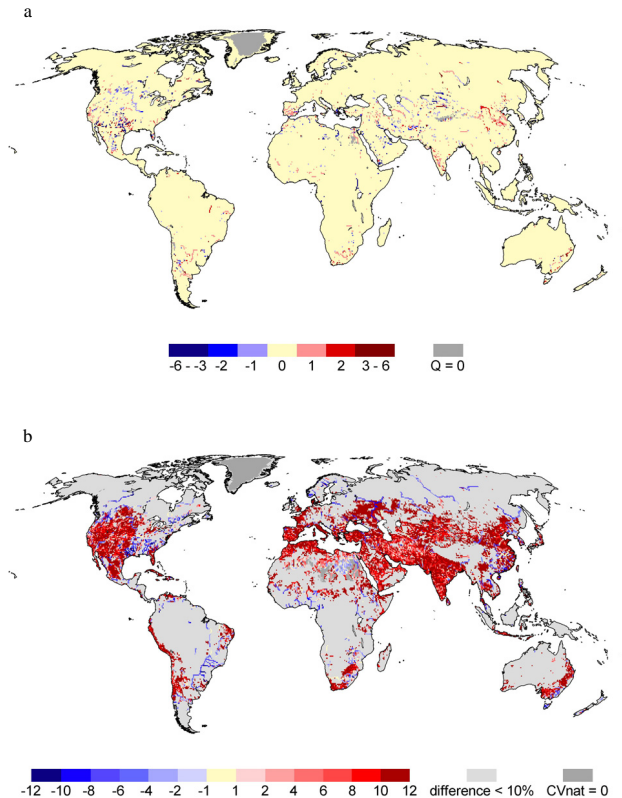 a
-6 - -3 -2 -1 0 1 2 3 - 6 Q = 0
b
-12 -10 -8 -6 -4 -2 -1 1 2 4 6 8 10 12 difference < 10% CVnat = 0